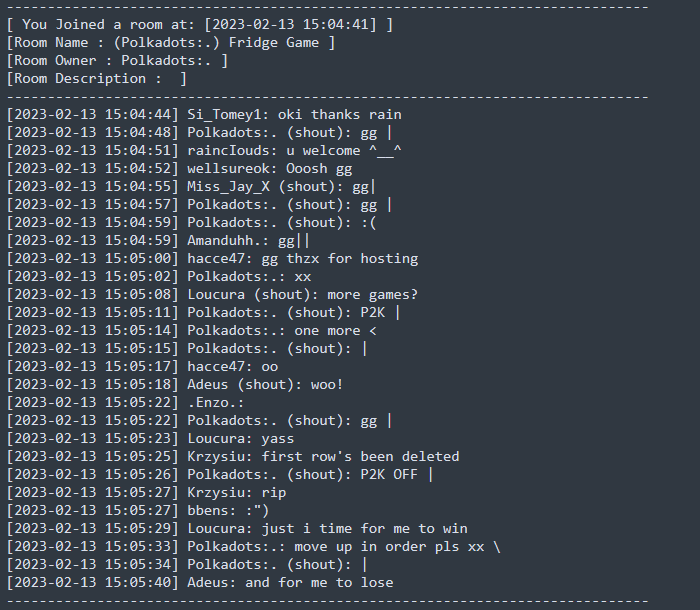 -----------------------------------------------------------------------------
[ You Joined a room at: [2023-02-13 15:04:41] ]
[Room Name : (Polkadots:.) Fridge Game ]
[Room Owner : Polkadots:. ]
[Room Description :  ]
-----------------------------------------------------------------------------
[2023-02-13 15:04:44] Si_Tomey1: oki thanks rain
[2023-02-13 15:04:48] Polkadots:. (shout): gg |
[2023-02-13 15:04:51] raincIouds: u welcome ^__^
[2023-02-13 15:04:52] wellsureok: Ooosh gg
[2023-02-13 15:04:55] Miss_Jay_X (shout): gg|
[2023-02-13 15:04:57] Polkadots:. (shout): gg |
[2023-02-13 15:04:59] Polkadots:. (shout): :(
[2023-02-13 15:04:59] Amanduhh.: gg||
[2023-02-13 15:05:00] hacce47: gg thzx for hosting
[2023-02-13 15:05:02] Polkadots:.: xx
[2023-02-13 15:05:08] Loucura (shout): more games?
[2023-02-13 15:05:11] Polkadots:. (shout): P2K |
[2023-02-13 15:05:14] Polkadots:.: one more <
[2023-02-13 15:05:15] Polkadots:. (shout): |
[2023-02-13 15:05:17] hacce47: oo
[2023-02-13 15:05:18] Adeus (shout): woo!
[2023-02-13 15:05:22] .Enzo.:
[2023-02-13 15:05:22] Polkadots:. (shout): gg |
[2023-02-13 15:05:23] Loucura: yass
[2023-02-13 15:05:25] Krzysiu: first row's been deleted
[2023-02-13 15:05:26] Polkadots:. (shout): P2K OFF |
[2023-02-13 15:05:27] Krzysiu: rip
[2023-02-13 15:05:27] bbens: :")
[2023-02-13 15:05:29] Loucura: just i time for me to win
[2023-02-13 15:05:33] Polkadots:.: move up in order pls xx \
[2023-02-13 15:05:34] Polkadots:. (shout): |
[2023-02-13 15:05:40] Adeus: and for me to lose
-----------------------------------------------------------------------------